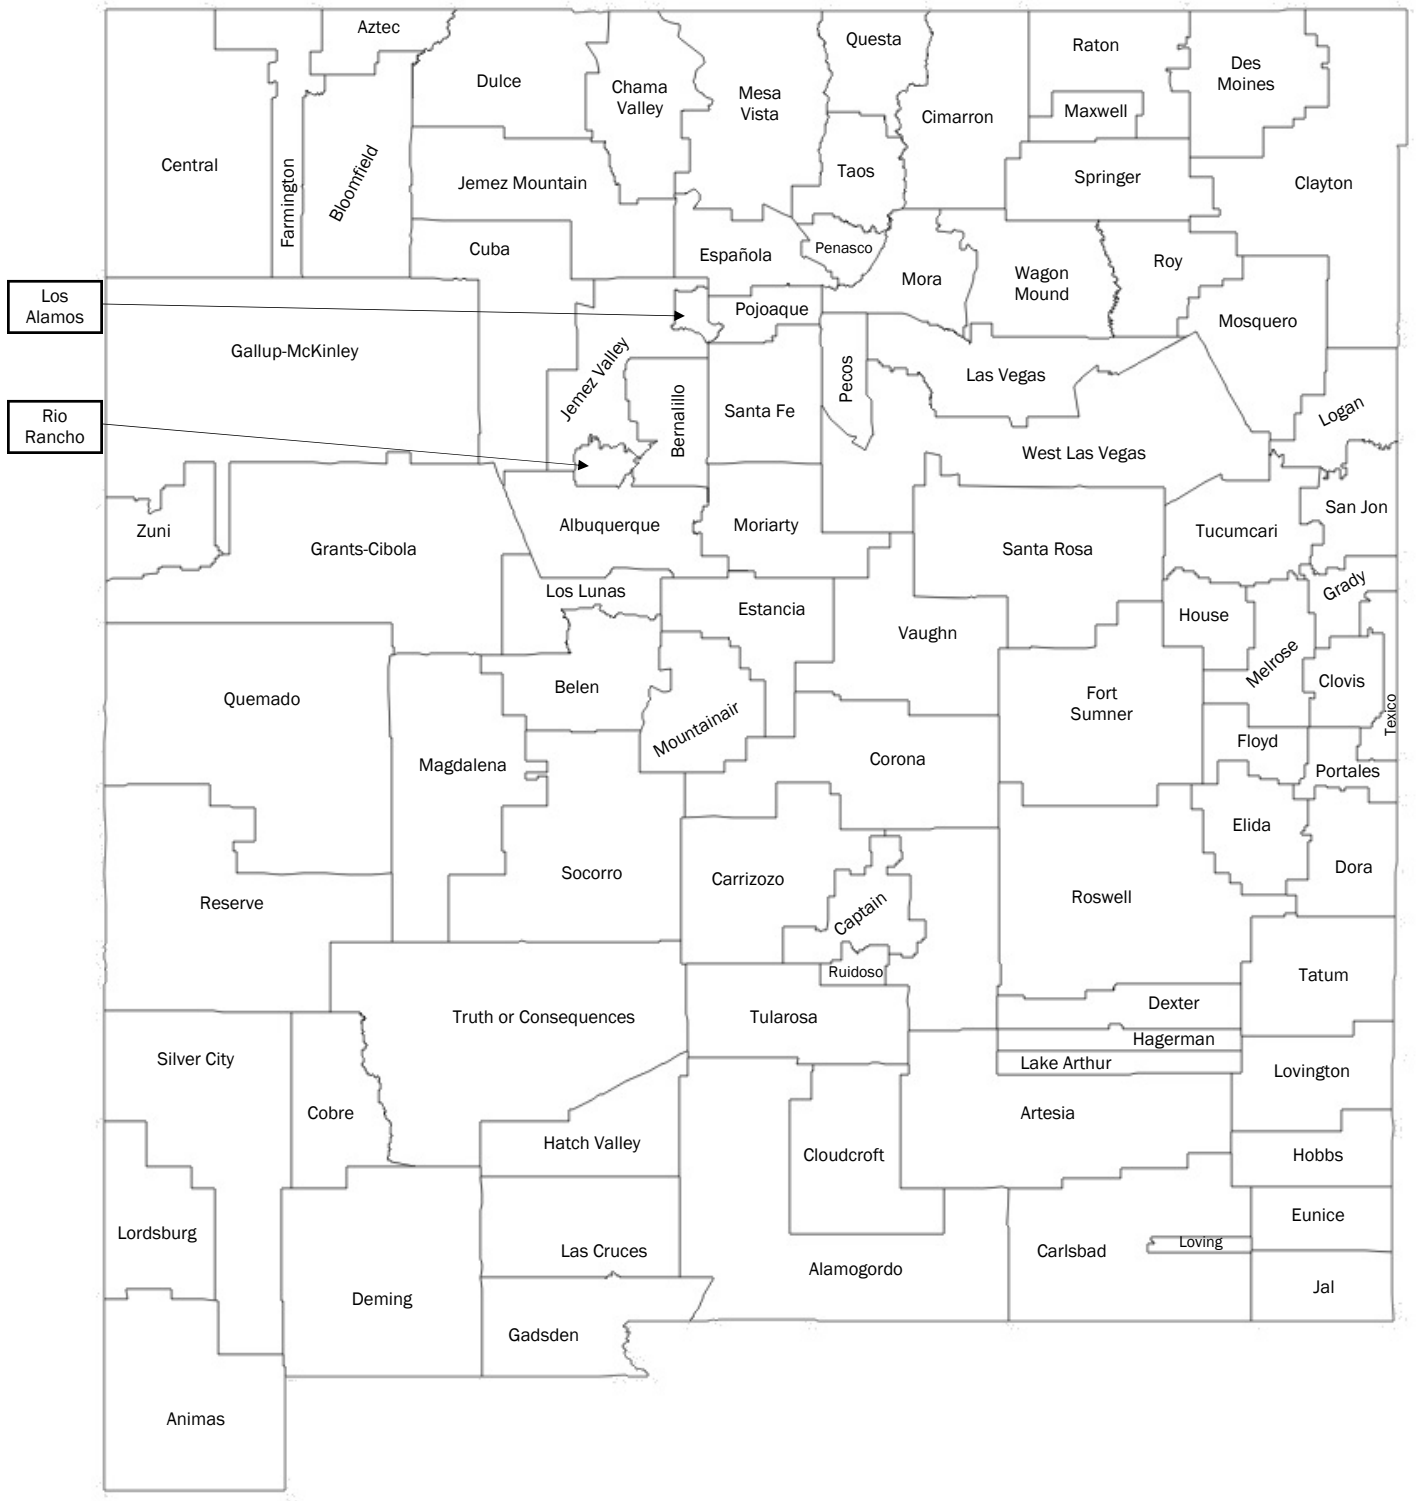 Aztec
Questa
Raton
Dulce
Des
Moines
Chama
Valley
Mesa
Vista
Maxwell
Cimarron
Central
Farmington
Bloomfield
Jemez Mountain
Taos
Springer
Clayton
Cuba
Española
Penasco
Mora
Wagon
Mound
Roy
Los
Alamos
Pojoaque
Mosquero
Gallup-McKinley
Jemez Valley
Bernalillo
Santa Fe
Pecos
Las Vegas
Logan
Rio
Rancho
West Las Vegas
Zuni
Grants-Cibola
Albuquerque
Moriarty
Santa Rosa
Tucumcari
San Jon
Los Lunas
Estancia
Vaughn
House
Grady
Quemado
Belen
Mountainair
Fort
Sumner
Melrose
Clovis
Texico
Magdalena
Corona
Floyd
Portales
Elida
Reserve
Socorro
Carrizozo
Captain
Roswell
Dora
Ruidoso
Tatum
Truth or Consequences
Tularosa
Dexter
Hagerman
Silver City
Lake Arthur
Lovington
Cobre
Hatch Valley
Cloudcroft
Artesia
Hobbs
Lordsburg
Las Cruces
Alamogordo
Carlsbad
Loving
Eunice
Deming
Gadsden
Jal
Animas